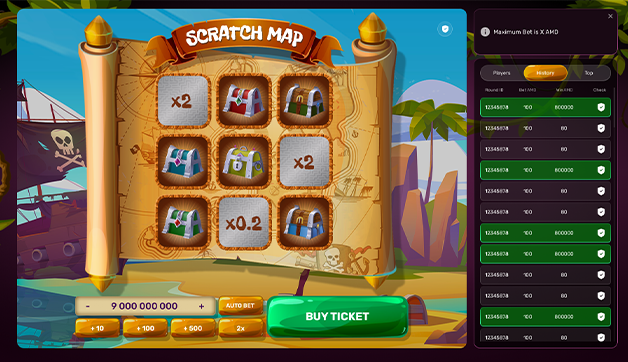 SCRATCH MAP
x2
x2
x0.2
- 9 000 000 000 +
AUTO BET
+10
+100
+500
2x
BUY TICKET
Maximum Bet is X AMD
Players
History
Top
Round ID Bet AMD Win AMD Check
12345678 100 800000
12345678 100 80
12345678 100 80
12345678 100 800000
12345678 100 80
12345678 100 80
12345678 100 800000
12345678 100 800000
12345678 100 80
12345678 100 80
12345678 100 800000
12345678 100 80